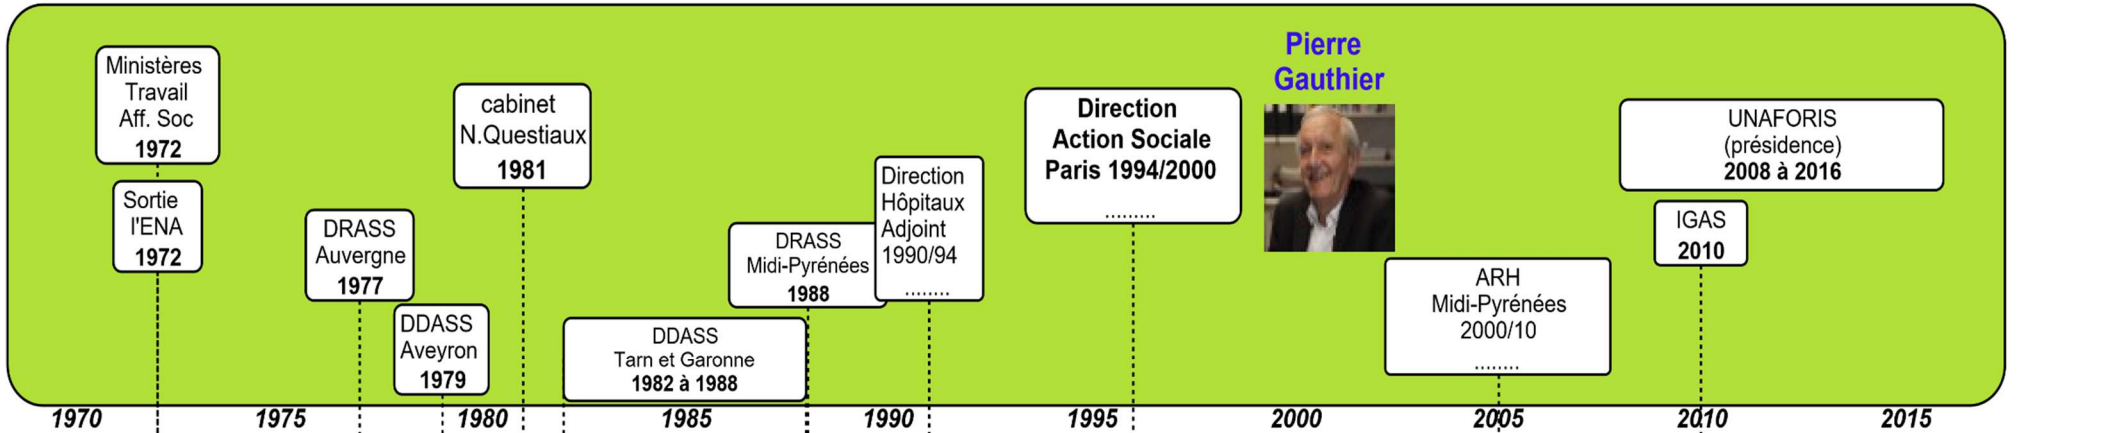 Ministères
Travail
Aff. Soc
1972
Sortie
l'ENA
1972
DRASS
Auvergne
1977
DDASS
Aveyron
1979
cabinet
N.Questiaux
1981
DDASS
Tarn et Garonne
1982 à 1988
DRASS
Midi-Pyrénées
1988
Direction
Hôpitaux
Adjoint
1990/94
........
Direction
Action Sociale
Paris 1994/2000
.........
Pierre
Gauthier
ARH
Midi-Pyrénées
2000/10
........
UNAFORIS
(présidence)
2008 à 2016
IGAS
2010
1970 1975 1980 1985 1990 1995 2000 2005 2010 2015